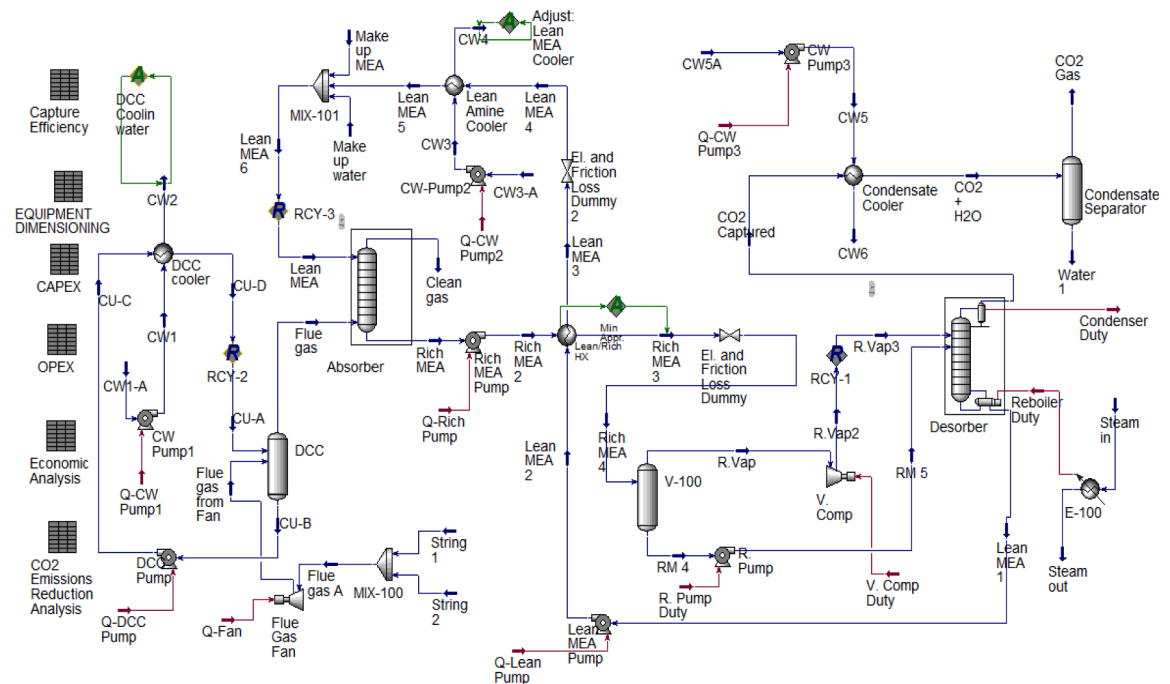 Capture
Efficiency
EQUIPMENT
DIMENSIONING
CAPEX
OPEX
Economic
Analysis
CO2
Emissions
Reduction
Analysis
A
DCC
Coolin
water
CW2
DCC
cooler
CU-C
CU-D
CW1
R
RCY-2
CW1-A
CU-A
CW
Pump1
Q-CW
Pump1
Flue
gas
from
Fan
DCC
CU-B
DCC
Pump
Q-DCC
Pump
Q-Fan
Flue
Gas
Fan
Flue
gas A
MIX-100
String
1
String
2
Make
up
MEA
MIX-101
Make
up
water
Lean
MEA
6
R
RCY-3
Lean
MEA
Lean
MEA
5
Lean
Amine
Cooler
CW4
A
Adjust:
Lean
MEA
Cooler
Lean
MEA
4
CW3
CW-Pump2
CW3-A
Q-CW
Pump2
El. and
Friction
Loss
Dummy
2
Lean
MEA
3
Clean
gas
Flue
gas
Absorber
Rich
MEA
Rich
MEA
Pump
Q-Rich
Pump
Rich
MEA
2
A
Min
Appr.
Lean/Rich
HX
Rich
MEA
3
El. and
Friction
Loss
Dummy
Lean
MEA
2
Rich
MEA
4
V-100
R.Vap
R.Vap2
V.
Comp
V. Comp
Duty
RM 4
R.
Pump
R. Pump
Duty
Lean
MEA
Pump
Q-Lean
Pump
R
RCY-1
R.Vap3
RM 5
CW5A
CW
Pump3
Q-CW
Pump3
CW5
Condensate
Cooler
CO2
Captured
CW6
CO2
+
H2O
CO2
Gas
Condensate
Separator
Water
1
Condenser
Duty
Reboiler
Duty
Desorber
Steam
in
E-100
Steam
out
Lean
MEA
1